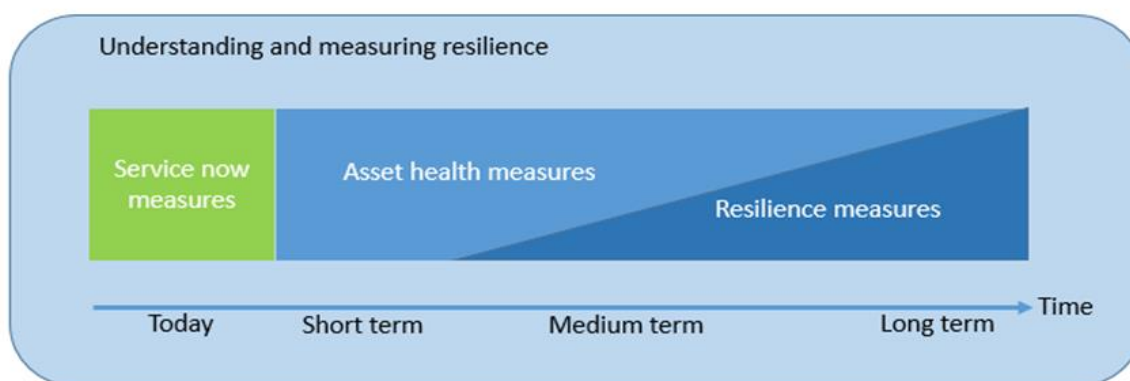 Understanding and measuring resilience
Service now
measures
Asset health measures
Resilience measures
Time
Today
Short term
Medium term
Long term